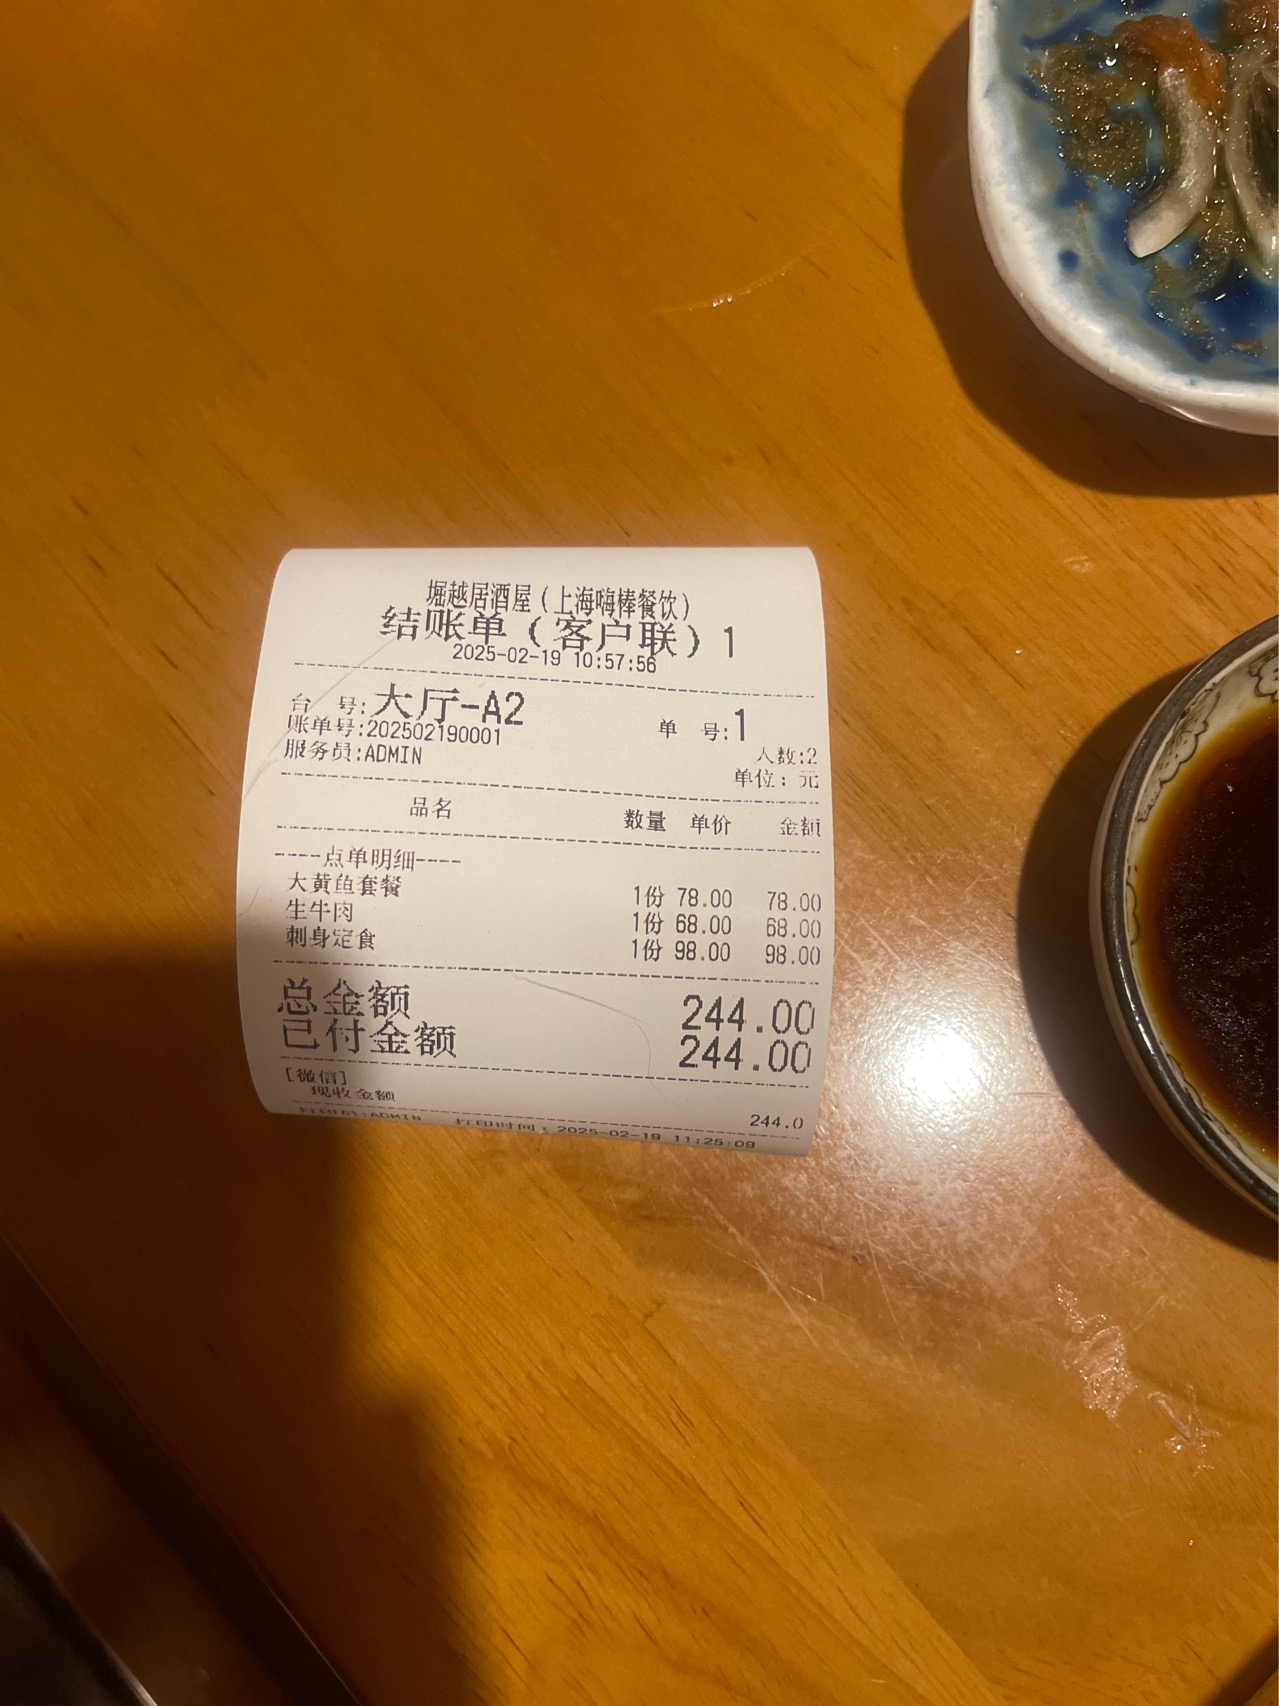 堀越居酒屋(上海嗨棒餐饮)
结账单(客户联)1
2025-02-19 10:57:56
台 号:大厅-A2 单 号:1
账单号:202502190001 人数:2
服务员:ADMIN 单位: 元
品名 数量 单价 金额
----点单明细----
大黄鱼套餐 1份 78.00 78.00
生牛肉 1份 68.00 68.00
刺身定食 1份 98.00 98.00
总金额 244.00
已付金额 244.00
[微信]
现收金额 244.0
打印员:ADMIN 打印时间: 2025-02-19 11:25:09